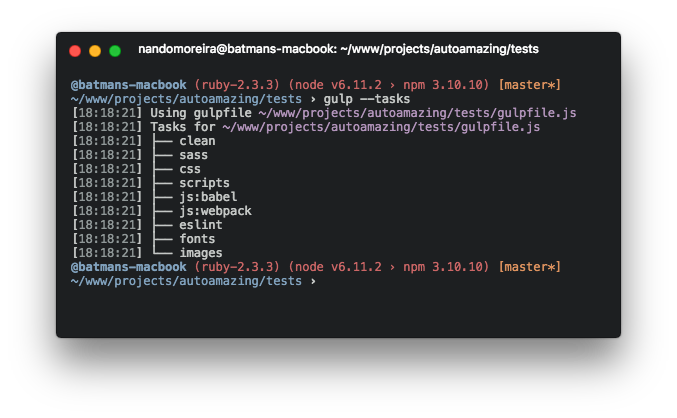 nandomoreira@batmans-macbook: ~/www/projects/autoamazing/tests
@batmans-macbook (ruby-2.3.3) (node v6.11.2 › npm 3.10.10) [master*]
~/www/projects/autoamazing/tests › gulp --tasks
[18:18:21] Using gulpfile ~/www/projects/autoamazing/tests/gulpfile.js
[18:18:21] Tasks for ~/www/projects/autoamazing/tests/gulpfile.js
[18:18:21] ├── clean
[18:18:21] ├── sass
[18:18:21] ├── css
[18:18:21] ├── scripts
[18:18:21] ├── js:babel
[18:18:21] ├── js:webpack
[18:18:21] ├── eslint
[18:18:21] ├── fonts
[18:18:21] └── images
@batmans-macbook (ruby-2.3.3) (node v6.11.2 › npm 3.10.10) [master*]
~/www/projects/autoamazing/tests ›